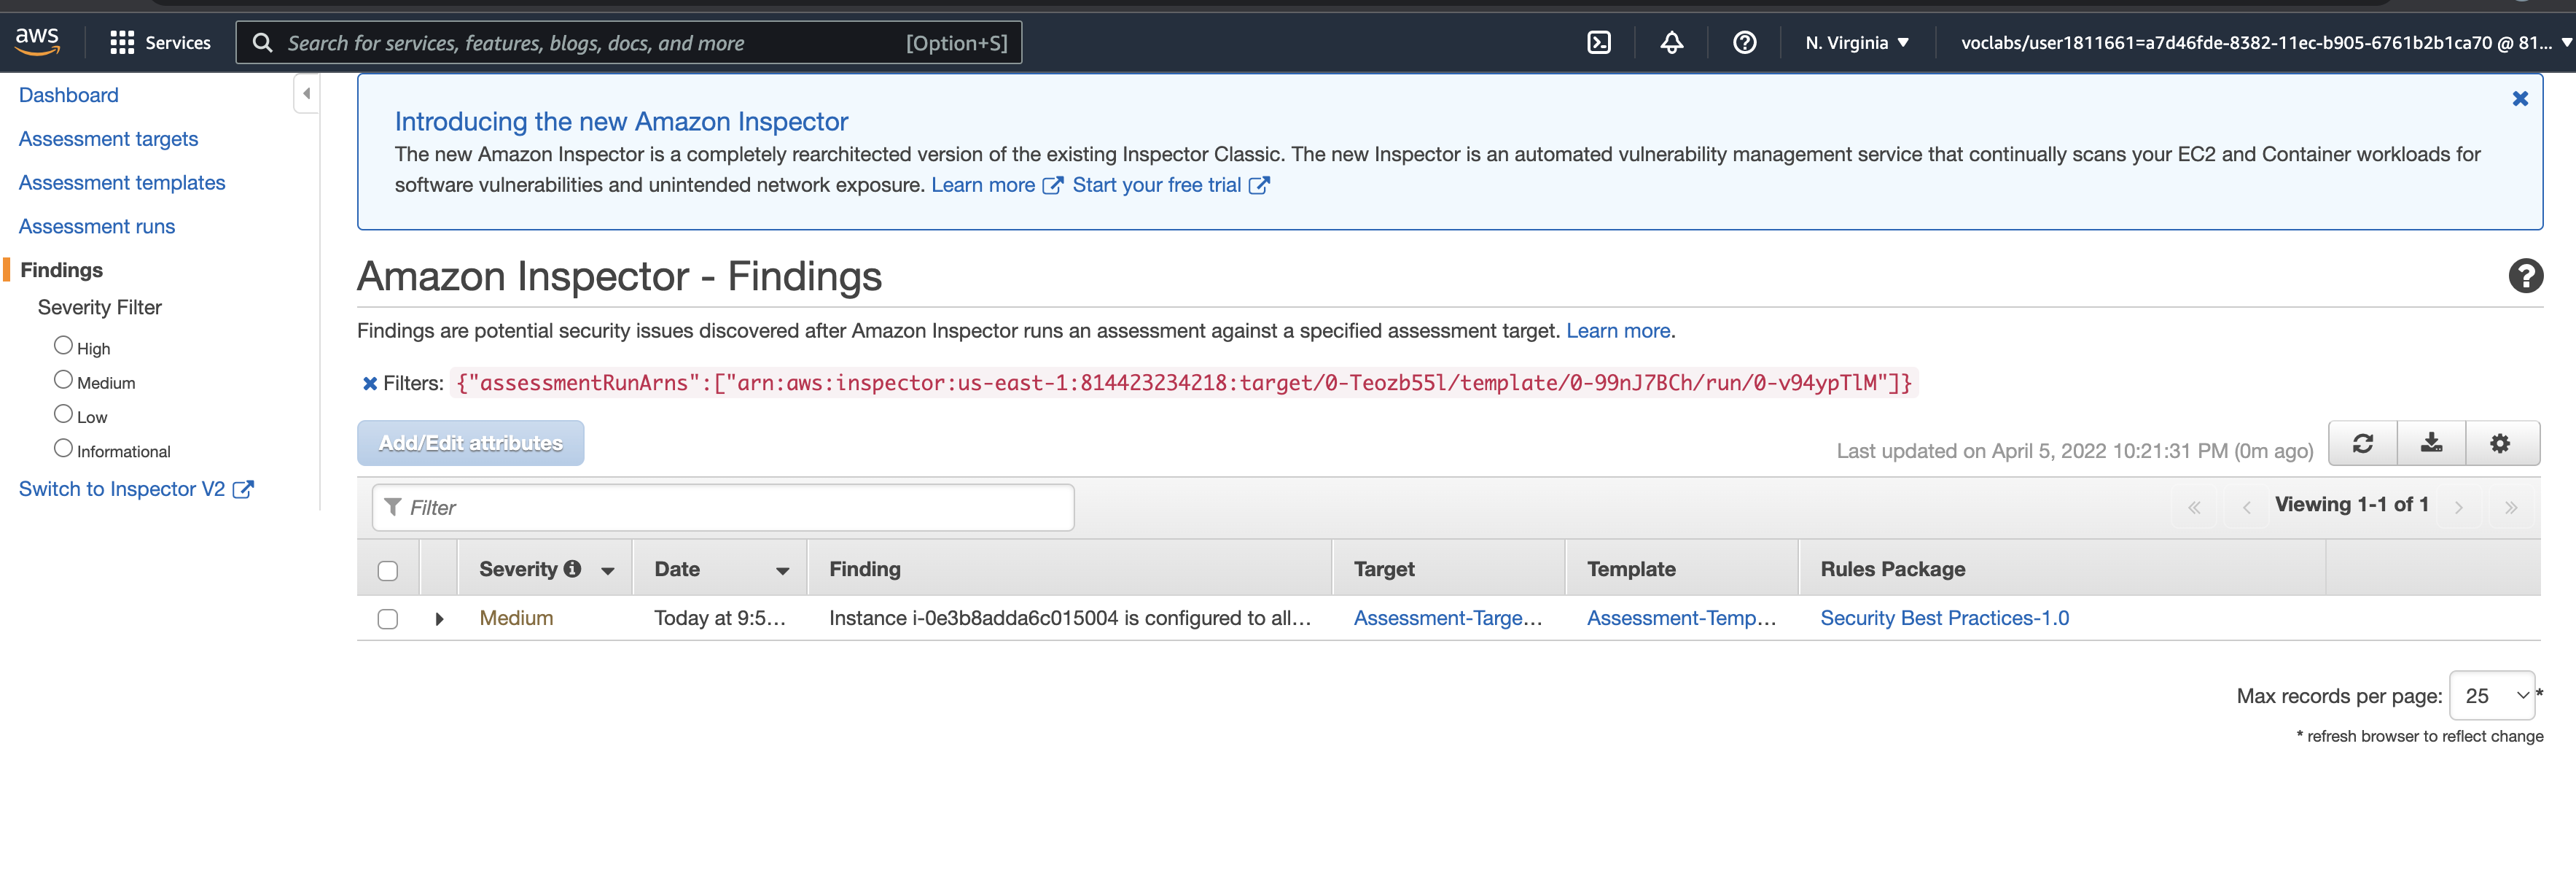 aws
Services
Search for services, features, blogs, docs, and more
[Option+S]
N. Virginia
voclabs/user1811661=a7d46fde-8382-11ec-b905-6761b2b1ca70 @ 81...
Dashboard
Assessment targets
Assessment templates
Assessment runs
Findings
Severity Filter
High
Medium
Low
Informational
Switch to Inspector V2
Introducing the new Amazon Inspector
The new Amazon Inspector is a completely rearchitected version of the existing Inspector Classic. The new Inspector is an automated vulnerability management service that continually scans your EC2 and Container workloads for
software vulnerabilities and unintended network exposure. Learn more Start your free trial
Amazon Inspector - Findings
Findings are potential security issues discovered after Amazon Inspector runs an assessment against a specified assessment target. Learn more.
Filters: {"assessmentRunArns":["arn:aws:inspector:us-east-1:814423234218:target/0-Teozb55l/template/0-99nJ7BCh/run/0-v94ypTlM"]}
Add/Edit attributes
Last updated on April 5, 2022 10:21:31 PM (0m ago)
Filter
Viewing 1-1 of 1
Severity Date Finding Target Template Rules Package
Medium Today at 9:5... Instance i-0e3b8adda6c015004 is configured to all... Assessment-Targe... Assessment-Temp... Security Best Practices-1.0
Max records per page: 25 *
* refresh browser to reflect change